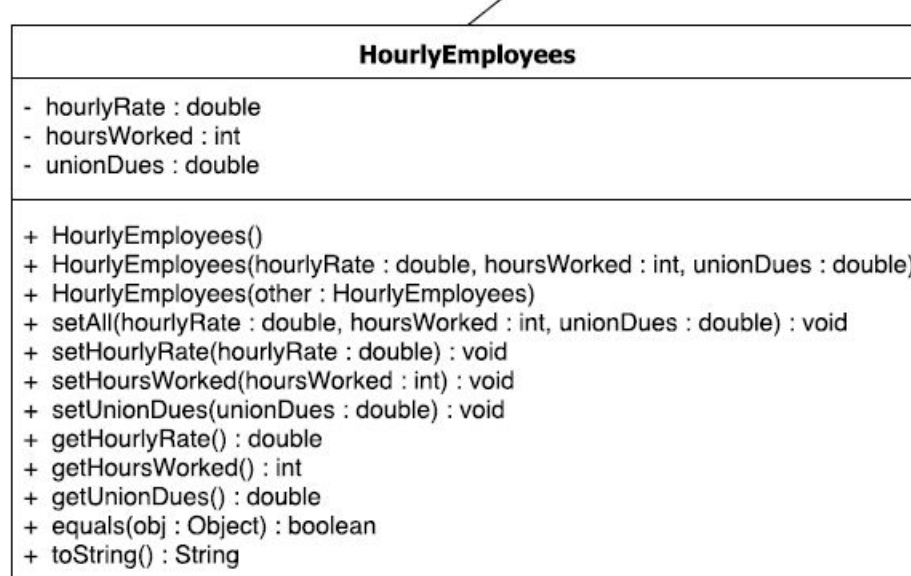 HourlyEmployees
- hourlyRate : double
- hoursWorked : int
- unionDues : double
+ HourlyEmployees()
+ HourlyEmployees(hourlyRate : double, hoursWorked : int, unionDues : double)
+ HourlyEmployees(other : HourlyEmployees)
+ setAll(hourlyRate : double, hoursWorked : int, unionDues : double) : void
+ setHourlyRate(hourlyRate : double) : void
+ setHoursWorked(hoursWorked : int) : void
+ setUnionDues(unionDues : double) : void
+ getHourlyRate() : double
+ getHoursWorked() : int
+ getUnionDues() : double
+ equals(obj : Object) : boolean
+ toString() : String